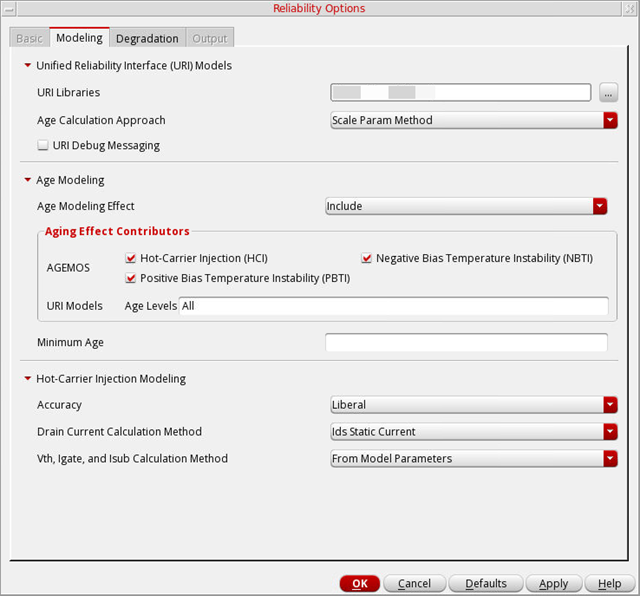 Reliability Options
Basic Modeling Degradation Output
Unified Reliability Interface (URI) Models
URI Libraries ...
Age Calculation Approach Scale Param Method
URI Debug Messaging
Age Modeling
Age Modeling Effect Include
Aging Effect Contributors
AGEMOS Hot-Carrier Injection (HCI) Negative Bias Temperature Instability (NBTI)
Positive Bias Temperature Instability (PBTI)
URI Models Age Levels All
Minimum Age
Hot-Carrier Injection Modeling
Accuracy Liberal
Drain Current Calculation Method Ids Static Current
Vth, Igate, and Isub Calculation Method From Model Parameters
OK Cancel Defaults Apply Help